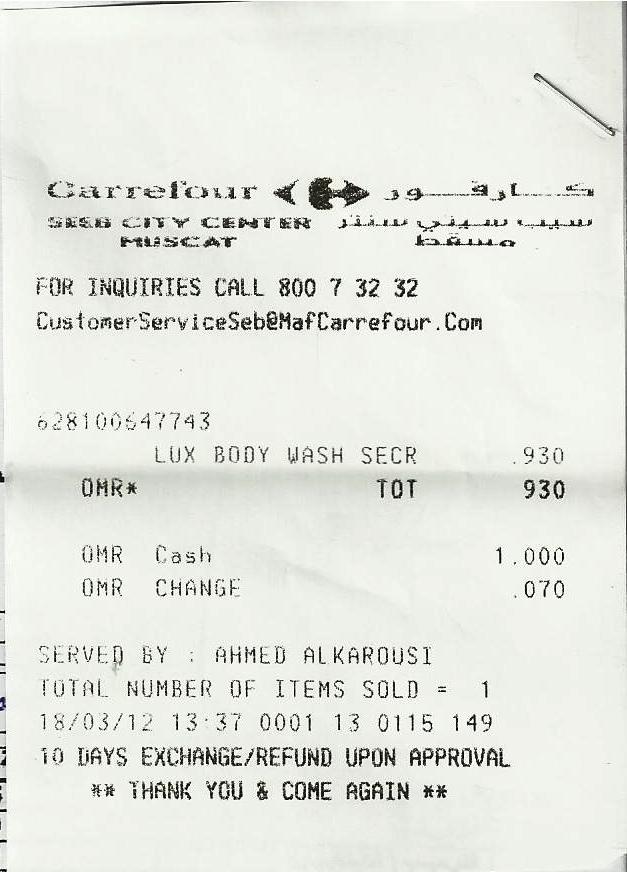 Carrefour كارفور
SEEB CITY CENTER سيب سيتي سنتر
MUSCAT مسقط
FOR INQUIRIES CALL 800 7 32 32
CustomerServiceSeb@MafCarrefour.Com
628100647743
LUX BODY WASH SECR .930
OMR* TOT 930
OMR Cash 1.000
OMR CHANGE .070
SERVED BY : AHMED ALKAROUSI
TOTAL NUMBER OF ITEMS SOLD = 1
18/03/12 13:37 0001 13 0115 149
10 DAYS EXCHANGE/REFUND UPON APPROVAL
** THANK YOU & COME AGAIN **